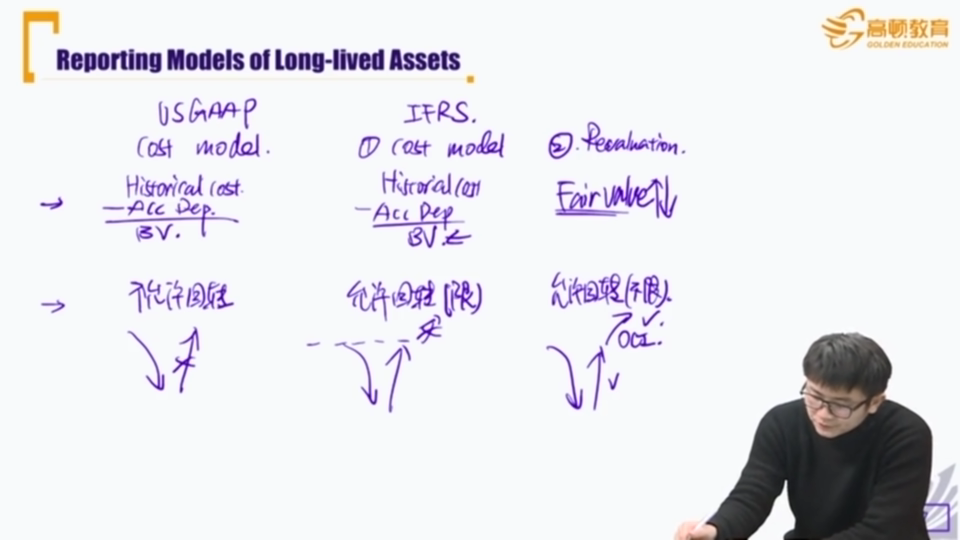 高顿教育
GOLDEN EDUCATION
Reporting Models of Long-lived Assets
USGAAP
IFRS.
Cost model.
① Cost model
②. Revaluation.
Historical cost.
- Acc Dep.
BV.
Historical cost
- Acc Dep
BV.
Fair value
不允许回转
允许回转(限)
允许回转(不限).
OCI.